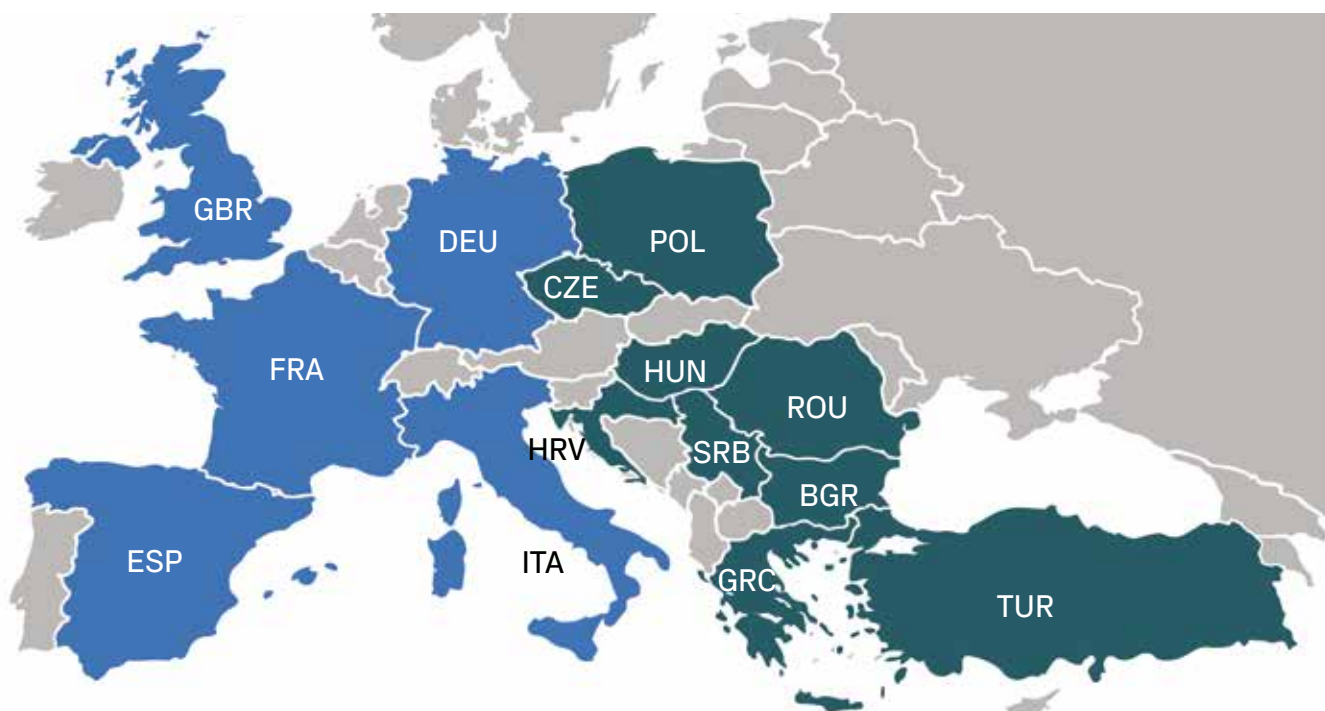 GBR
DEU
POL
CZE
FRA
HUN
ROU
HRV
SRB
BGR
ESP
ITA
GRC
TUR